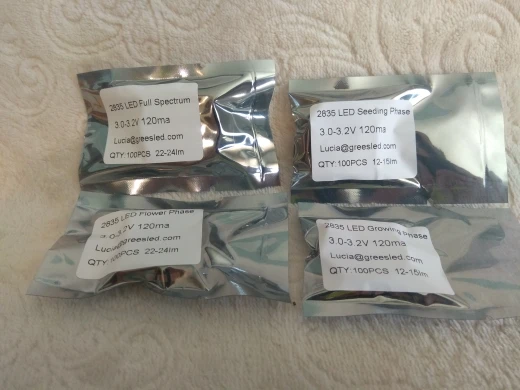 2835 LED Full Spectrum
3.0-3.2V 120ma
Lucia@greesled.com
QTY:100PCS 22-24lm
2835 LED Seeding Phase
3.0-3.2V 120ma
Lucia@greesled.com
QTY:100PCS 12-15lm
2835 LED Flower Phase
3.0-3.2V 120ma
Lucia@greesled.com
QTY:100PCS 22-24lm
2835 LED Growing Phase
3.0-3.2V 120ma
Lucia@greesled.com
QTY:100PCS 12-15lm